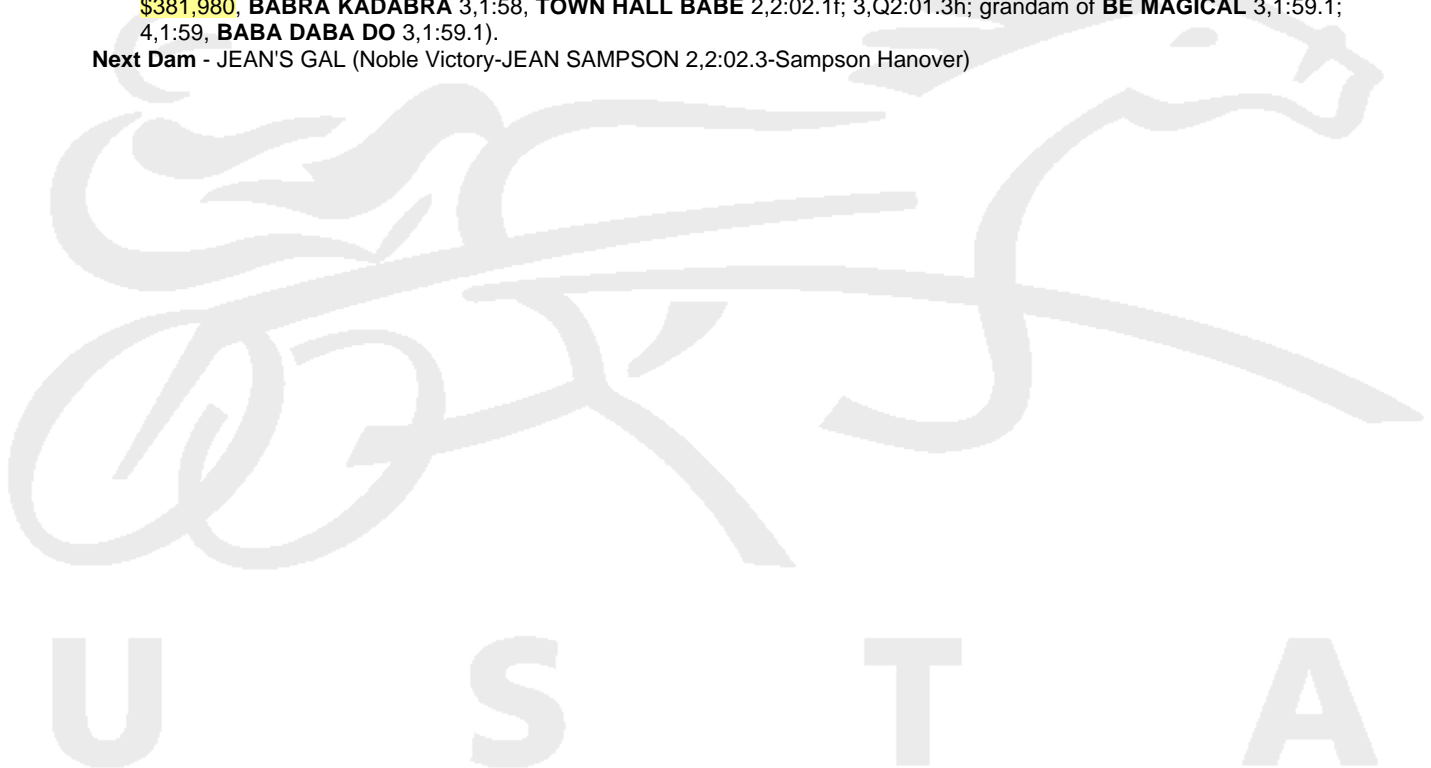 $381,980, BABRA KADABRA 3,1:58, TOWN HALL BABE 2,2:02.1f; 3,Q2:01.3h; grandam of BE MAGICAL 3,1:59.1;
4,1:59, BABA DABA DO 3,1:59.1).
Next Dam - JEAN'S GAL (Noble Victory-JEAN SAMPSON 2,2:02.3-Sampson Hanover)
U S T A